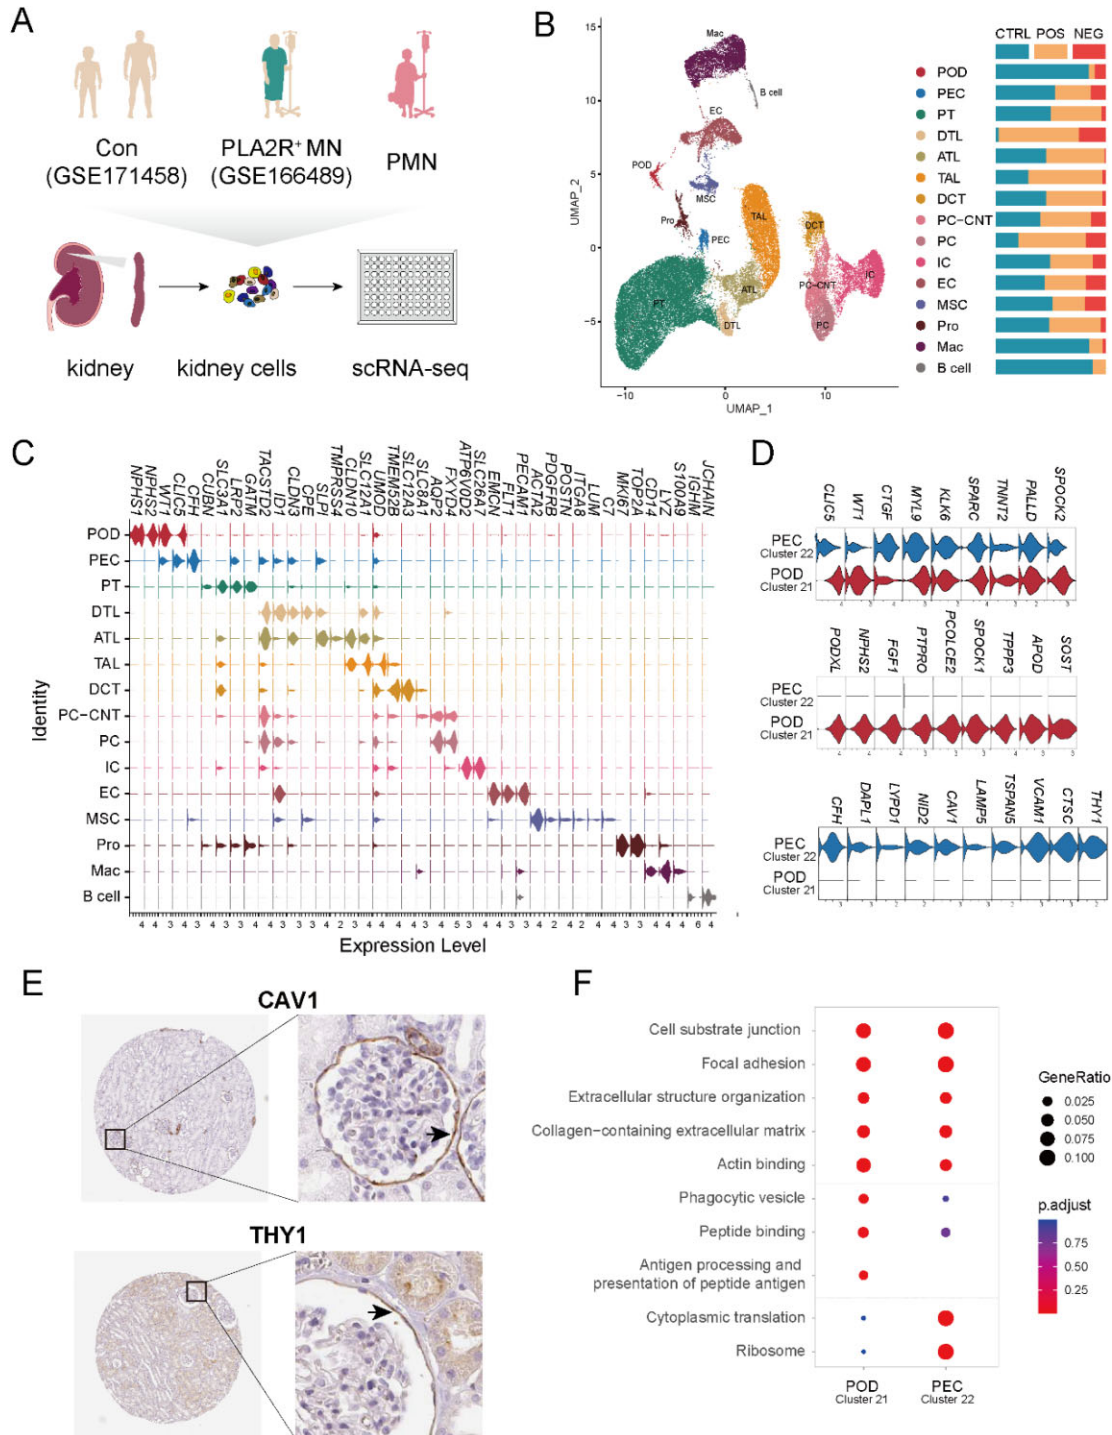 A
Con
(GSE171458)
PLA2R⁺ MN
(GSE166489)
PMN
kidney
kidney cells
scRNA-seq
B
15
10
5
0
−5
UMAP_2
−10
0
10
UMAP_1
Mac
B cell
EC
POD
MSC
Pro
PEC
TAL
DCT
PT
ATL
DTL
PC−CNT
IC
PC
CTRL POS NEG
POD
PEC
PT
DTL
ATL
TAL
DCT
PC−CNT
PC
IC
EC
MSC
Pro
Mac
B cell
C
NPHS1
NPHS2
WT1
CLIC5
CFH
CUBN
SLC3A1
LRP2
GATM
TACSTD2
ID1
CLDN3
CPE
SLPI
TMPRSS4
CLDN10
SLC12A1
UMOD
TMEM52B
SLC12A3
SLC8A1
AQP2
FXYD4
ATP6V0D2
SLC26A7
EMCN
FLT1
PECAM1
ACTA2
PDGFRB
POSTN
ITGA8
LUM
C7
MKI67
TOP2A
CD14
LYZ
S100A9
IGHM
JCHAIN
Identity
POD
PEC
PT
DTL
ATL
TAL
DCT
PC−CNT
PC
IC
EC
MSC
Pro
Mac
B cell
Expression Level
D
CLIC5
WT1
CTGF
MYL9
KLK6
SPARC
TNNT2
PALLD
SPOCK2
PEC
Cluster 22
POD
Cluster 21
PODXL
NPHS2
FGF1
PTPRO
PCOLCE2
SPOCK1
TPPP3
APOD
SOST
PEC
Cluster 22
POD
Cluster 21
CFH
DAPL1
LYPD1
NID2
CAV1
LAMP5
TSPAN5
VCAM1
CTSC
THY1
PEC
Cluster 22
POD
Cluster 21
E
CAV1
THY1
F
Cell substrate junction
Focal adhesion
Extracellular structure organization
Collagen−containing extracellular matrix
Actin binding
Phagocytic vesicle
Peptide binding
Antigen processing and
presentation of peptide antigen
Cytoplasmic translation
Ribosome
POD
Cluster 21
PEC
Cluster 22
GeneRatio
0.025
0.050
0.075
0.100
p.adjust
0.75
0.50
0.25